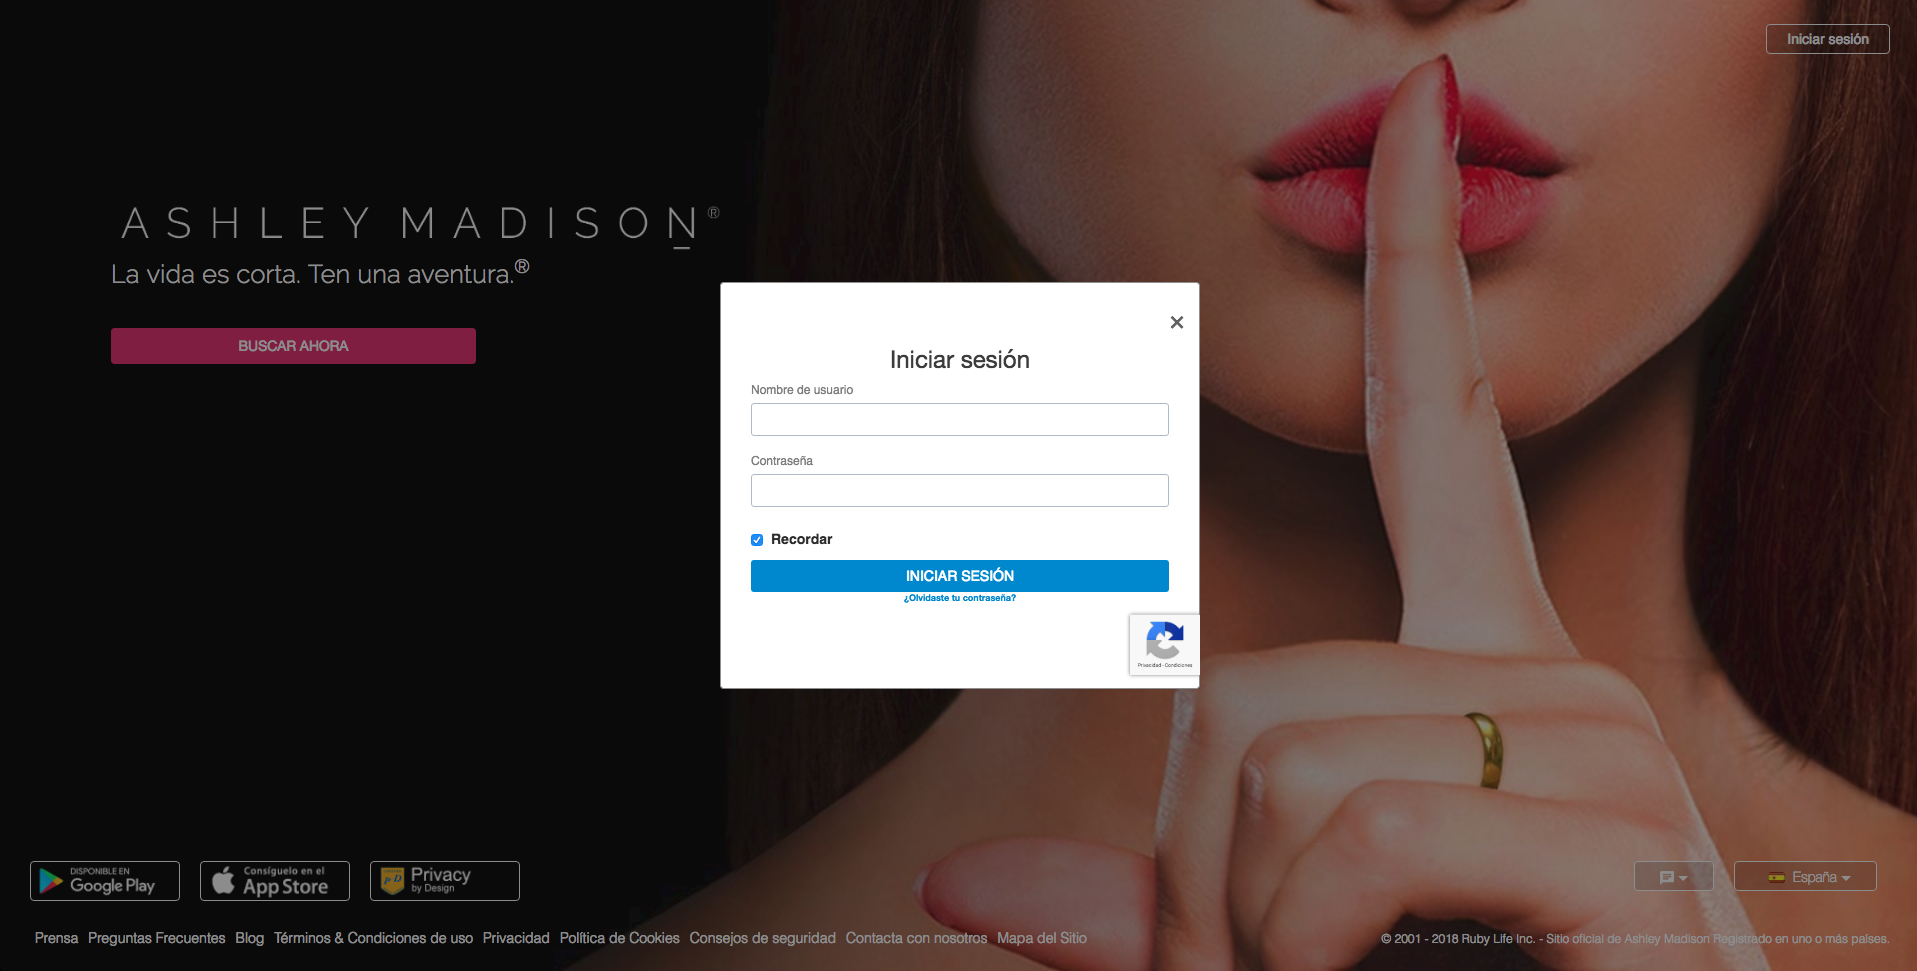 Iniciar sesión
ASHLEY MADISON®
La vida es corta. Ten una aventura.®
BUSCAR AHORA
×
Iniciar sesión
Nombre de usuario
Contraseña
Recordar
INICIAR SESIÓN
¿Olvidaste tu contraseña?
Privacidad - Condiciones
DISPONIBLE EN
Google Play
Consíguelo en el
App Store
pbD
Privacy
by Design
España
Prensa Preguntas Frecuentes Blog Términos & Condiciones de uso Privacidad Política de Cookies Consejos de seguridad Contacta con nosotros Mapa del Sitio
© 2001 - 2018 Ruby Life Inc. - Sitio oficial de Ashley Madison Registrado en uno o más países.